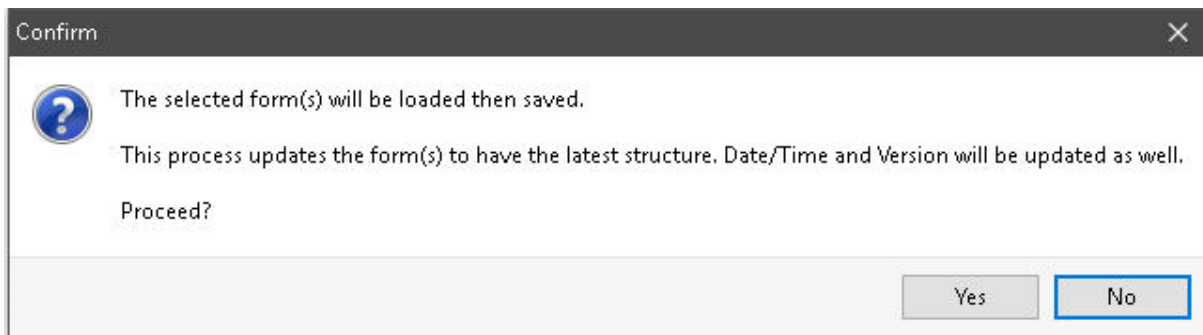 Confirm
The selected form(s) will be loaded then saved.
This process updates the form(s) to have the latest structure. Date/Time and Version will be updated as well.
Proceed?
Yes No